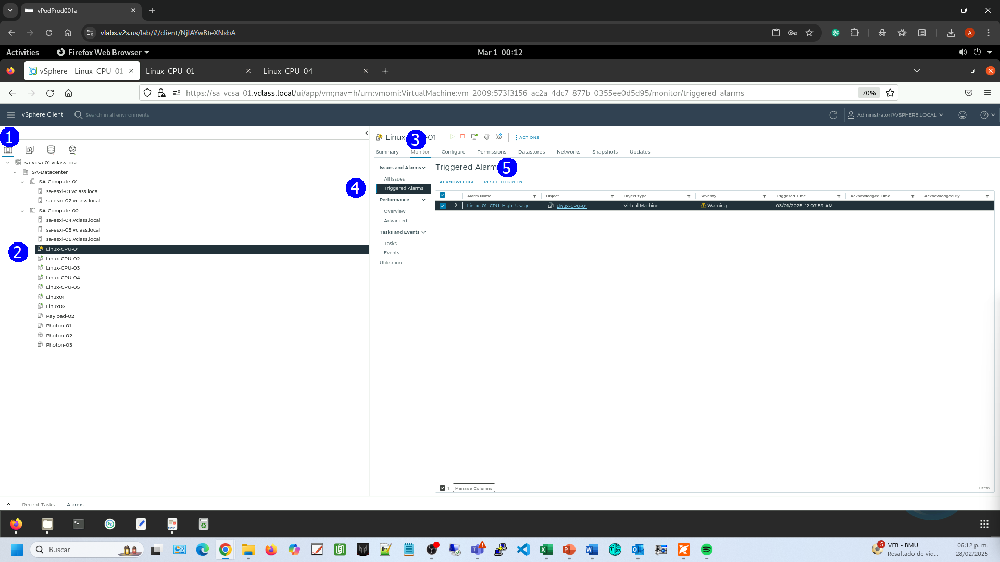 vPodProd001a
vlabs.v2s.us/lab/#/client/NjIAYwBteXNxbA
A
Activities
Firefox Web Browser
Mar 1 00:12
vSphere - Linux-CPU-01
Linux-CPU-01
Linux-CPU-04
https://sa-vcsa-01.vclass.local/ui/app/vm;nav=h/urn:vmomi:VirtualMachine:vm-2009:573f3156-ac2a-4dc7-877b-0355ee0d5d95/monitor/triggered-alarms
70%
vSphere Client
Search in all environments
Administrator@VSPHERE.LOCAL
1
sa-vcsa-01.vclass.local
SA-Datacenter
SA-Compute-01
sa-esxi-01.vclass.local
sa-esxi-02.vclass.local
SA-Compute-02
sa-esxi-04.vclass.local
sa-esxi-05.vclass.local
sa-esxi-06.vclass.local
2
Linux-CPU-01
Linux-CPU-02
Linux-CPU-03
Linux-CPU-04
Linux-CPU-05
Linux01
Linux02
Payload-02
Photon-01
Photon-02
Photon-03
Linux- 01
3
ACTIONS
Summary
Monitor
Configure
Permissions
Datastores
Networks
Snapshots
Updates
Issues and Alarms
All Issues
4
Triggered Alarms
Performance
Overview
Advanced
Tasks and Events
Tasks
Events
Utilization
Triggered Alarm
5
ACKNOWLEDGE
RESET TO GREEN
Alarm Name
Object
Object type
Severity
Triggered Time
Acknowledged Time
Acknowledged By
Linux_01_CPU_High_Usage
Linux-CPU-01
Virtual Machine
Warning
03/01/2025, 12:07:59 AM
1
Manage Columns
1 item
Recent Tasks
Alarms
Buscar
5
VFB - BMU
Resaltado de víd...
06:12 p. m.
28/02/2025